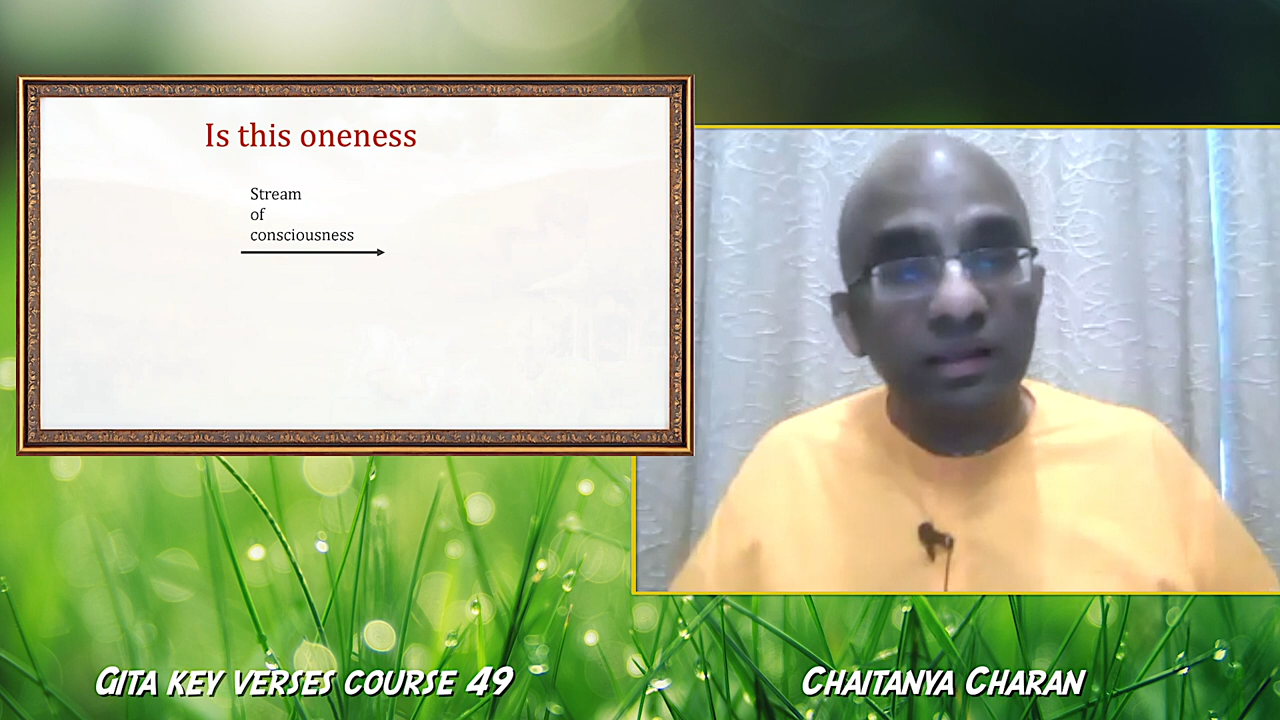 Is this oneness
Stream
of
consciousness
Gita key verses course 49
Chaitanya Charan